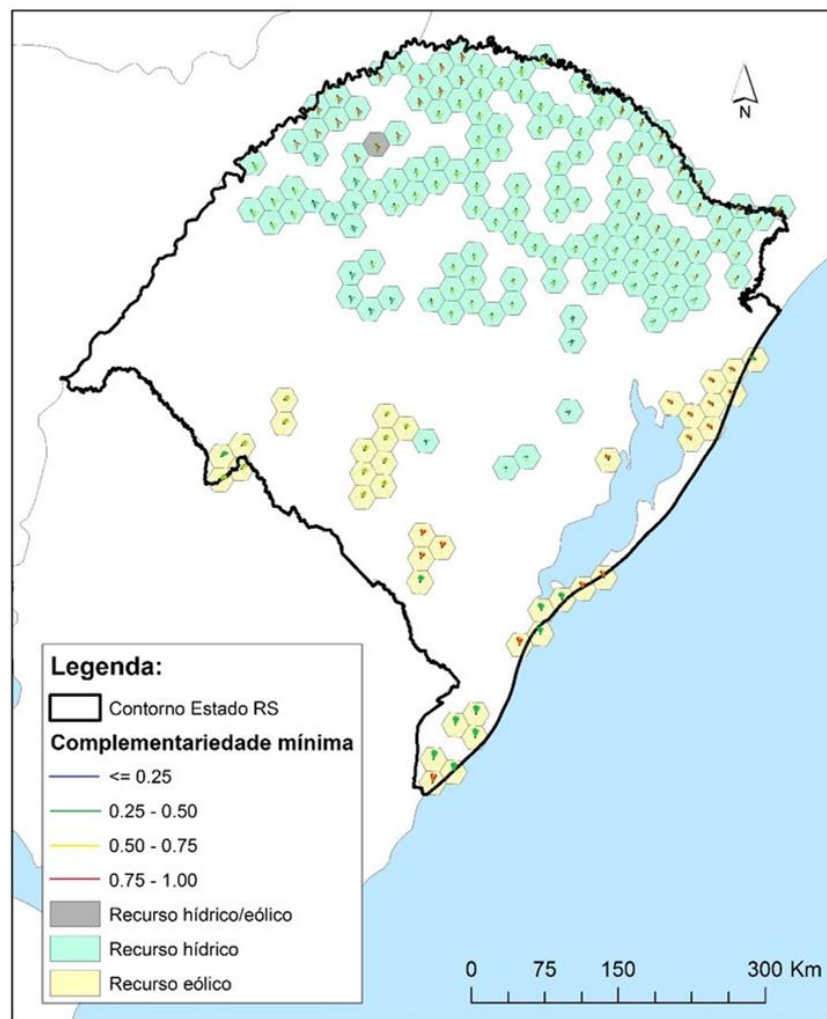 N
Legenda:
Contorno Estado RS
Complementariedade mínima
<= 0.25
0.25 - 0.50
0.50 - 0.75
0.75 - 1.00
Recurso hídrico/eólico
Recurso hídrico
Recurso eólico
0 75 150 300 Km